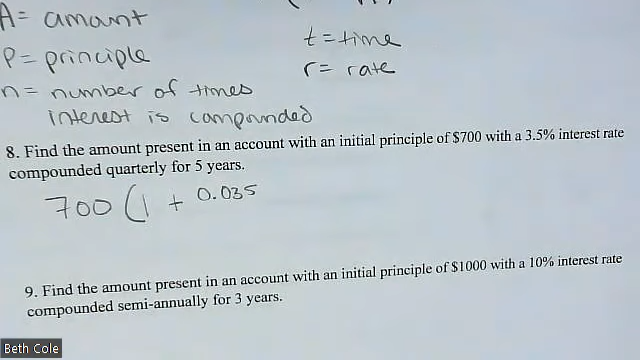 A = amount
P = principle
t = time
n = number of times
r = rate
interest is compounded
8. Find the amount present in an account with an initial principle of $700 with a 3.5% interest rate
compounded quarterly for 5 years.
700 ( 1 + 0.035
9. Find the amount present in an account with an initial principle of $1000 with a 10% interest rate
compounded semi-annually for 3 years.
Beth Cole